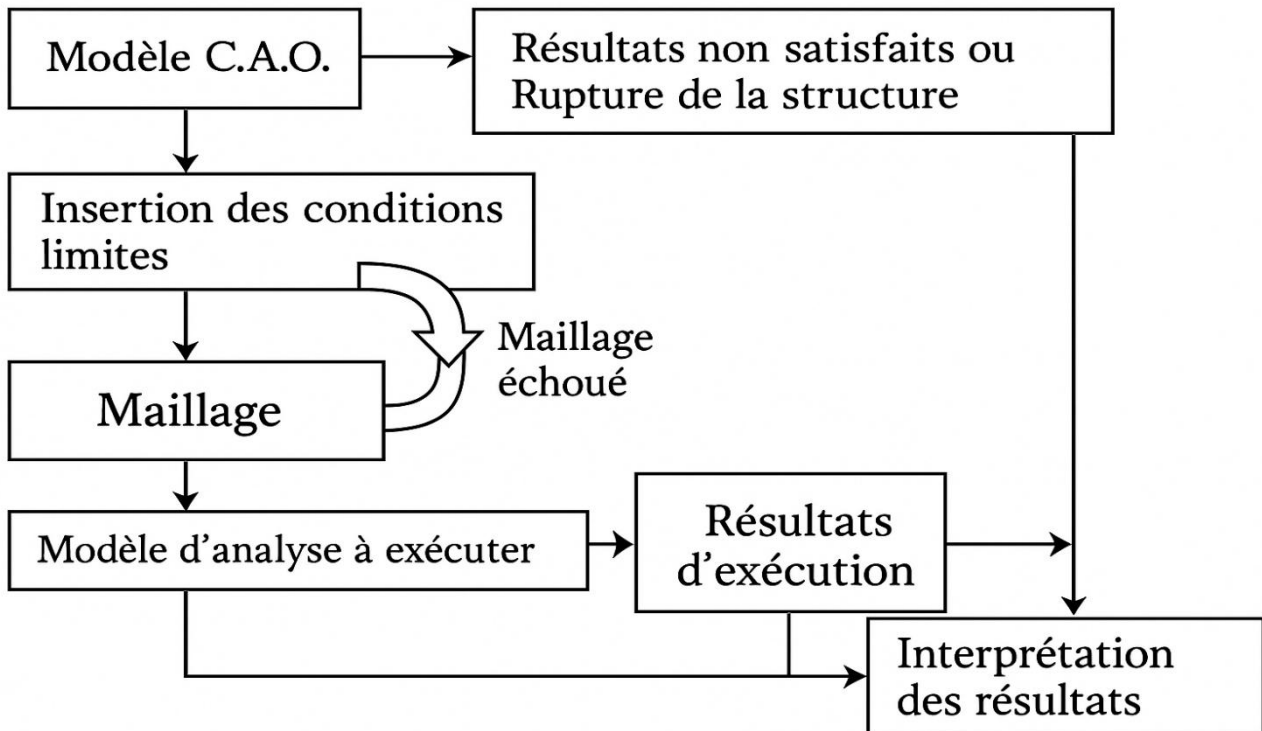 Modèle C.A.O.
Résultats non satisfaits ou
Rupture de la structure
Insertion des conditions
limites
Maillage
échoué
Maillage
Modèle d'analyse à exécuter
Résultats
d'exécution
Interprétation
des résultats